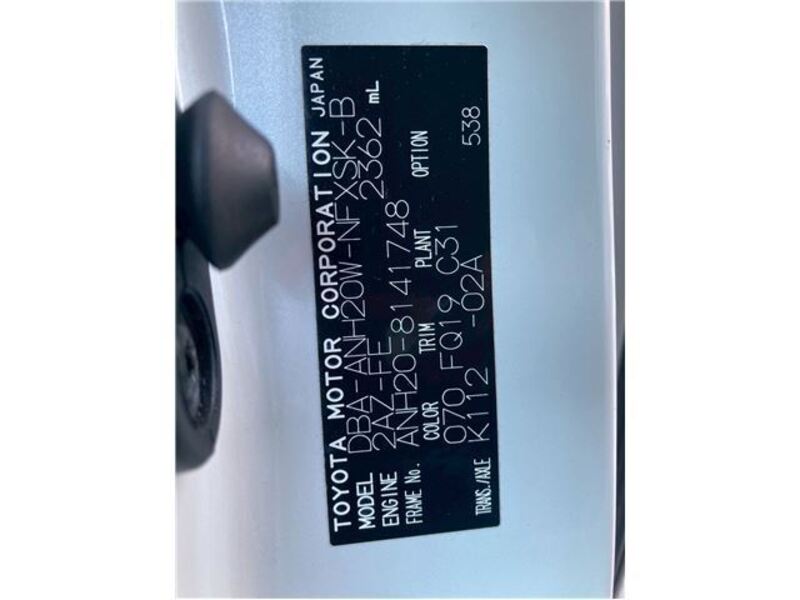 TOYOTA MOTOR CORPORATION JAPAN
MODEL DBA-ANH20W-NFXSK-B
ENGINE 2AZ-FE 2362 mL
FRAME No. ANH20-8141748
COLOR TRIM PLANT OPTION
070 FQ19 C31
TRANS./AXLE K112 -02A 538